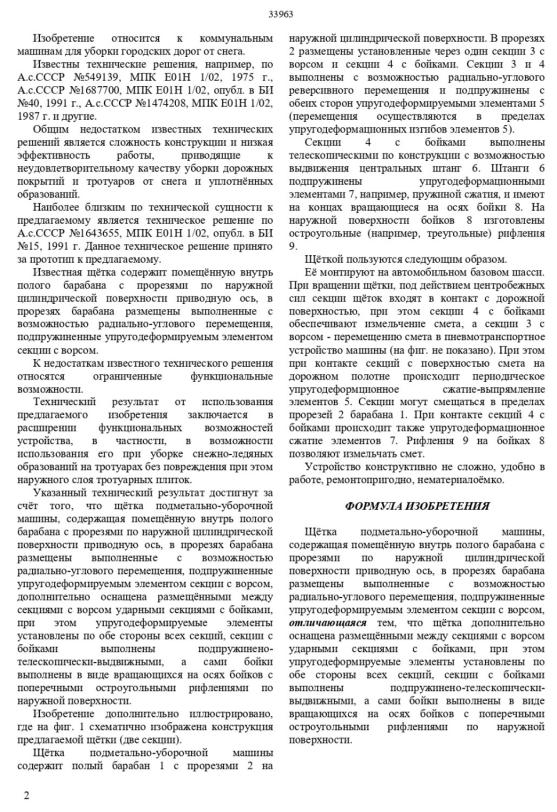 33963
Изобретение относится к коммунальным
машинам для уборки городских дорог от снега.
Известны технические решения, например, по
А.с.СССР №549139, МПК Е01Н 1/02, 1975 г.,
А.с.СССР №1687700, МПК Е01Н 1/02, опубл. в БИ
№40, 1991 г., А.с.СССР №1474208, МПК Е01Н 1/02,
1987 г. и другие.
Общим недостатком известных технических
решений является сложность конструкции и низкая
эффективность работы, приводящие к
неудовлетворительному качеству уборки дорожных
покрытий и тротуаров от снега и уплотнённых
образований.
Наиболее близким по технической сущности к
предлагаемому является техническое решение по
А.с.СССР №1643655, МПК Е01Н 1/02, опубл. в БИ
№15, 1991 г. Данное техническое решение принято
за прототип к предлагаемому.
Известная щётка содержит помещённую внутрь
полого барабана с прорезями по наружной
цилиндрической поверхности приводную ось, в
прорезях барабана размещены выполненные с
возможностью радиально-углового перемещения,
подпружиненные упругодеформируемым элементом
секции с ворсом.
К недостаткам известного технического решения
относятся ограниченные функциональные
возможности.
Технический результат от использования
предлагаемого изобретения заключается в
расширении функциональных возможностей
устройства, в частности, в возможности
использования его при уборке снежно-ледяных
образований на тротуарах без повреждения при этом
наружного слоя тротуарных плиток.
Указанный технический результат достигнут за
счёт того, что щётка подметально-уборочной
машины, содержащая помещённую внутрь полого
барабана с прорезями по наружной цилиндрической
поверхности приводную ось, в прорезях барабана
размещены выполненные с возможностью
радиально-углового перемещения, подпружиненные
упругодеформируемым элементом секции с ворсом,
дополнительно оснащена размещёнными между
секциями с ворсом ударными секциями с бойками,
при этом упругодеформируемые элементы
установлены по обе стороны всех секций, секции с
бойками выполнены подпружинено-
телескопически-выдвижными, а сами бойки
выполнены в виде вращающихся на осях бойков с
поперечными остроугольными рифлениями по
наружной поверхности.
Изобретение дополнительно иллюстрировано,
где на фиг. 1 схематично изображена конструкция
предлагаемой щётки (две секции).
Щётка подметально-уборочной машины
содержит полый барабан 1 с прорезями 2 на
наружной цилиндрической поверхности. В прорезях
2 размещены установленные через один секции 3 с
ворсом и секции 4 с бойками. Секции 3 и 4
выполнены с возможностью радиально-углового
реверсивного перемещения и подпружинены с
обеих сторон упругодеформируемыми элементами 5
(перемещения осуществляются в пределах
упругодеформационных изгибов элементов 5).
Секции 4 с бойками выполнены
телескопическими по конструкции с возможностью
выдвижения центральных штанг 6. Штанги 6
подпружинены упругодеформационными
элементами 7, например, пружиной сжатия, и имеют
на концах вращающиеся на осях бойки 8. На
наружной поверхности бойков 8 изготовлены
остроугольные (например, треугольные) рифления
9.
Щёткой пользуются следующим образом.
Её монтируют на автомобильном базовом шасси.
При вращении щётки, под действием центробежных
сил секции щёток входят в контакт с дорожной
поверхностью, при этом секции 4 с бойками
обеспечивают измельчение смета, а секции 3 с
ворсом - перемещению смета в пневмотранспортное
устройство машины (на фиг. не показано). При этом
при контакте секций с поверхностью смета на
дорожном полотне происходит периодическое
упругодеформционное сжатие-выпрямление
элементов 5. Секции могут смещаться в пределах
прорезей 2 барабана 1. При контакте секций 4 с
бойками происходит также упругодеформационное
сжатие элементов 7. Рифления 9 на бойках 8
позволяют измельчать смет.
Устройство конструктивно не сложно, удобно в
работе, ремонтопригодно, нематериалоёмко.
ФОРМУЛА ИЗОБРЕТЕНИЯ
Щётка подметально-уборочной машины,
содержащая помещённую внутрь полого барабана с
прорезями по наружной цилиндрической
поверхности приводную ось, в прорезях барабана
размещены выполненные с возможностью
радиально-углового перемещения, подпружиненные
упругодеформируемым элементом секции с ворсом,
отличающаяся тем, что щётка дополнительно
оснащена размещёнными между секциями с ворсом
ударными секциями с бойками, при этом
упругодеформируемые элементы установлены по
обе стороны всех секций, секции с бойками
выполнены подпружинено-телескопически-
выдвижными, а сами бойки выполнены в виде
вращающихся на осях бойков с поперечными
остроугольными рифлениями по наружной
поверхности.
2